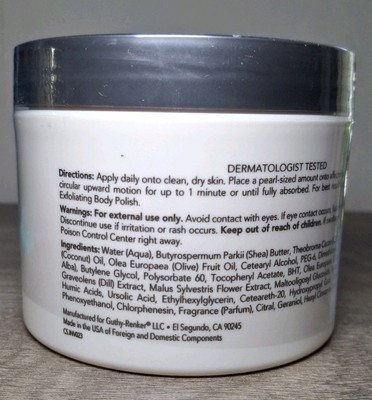 DERMATOLOGIST TESTED
Directions: Apply daily onto clean, dry skin. Place a pearl-sized amount onto
circular upward motion for up to 1 minute or until fully absorbed. For best
Exfoliating Body Polish.
Warnings: For external use only. Avoid contact with eyes. If eye contact occurs,
Discontinue use if irritation or rash occurs. Keep out of reach of children. If
Poison Control Center right away.
Ingredients: Water (Aqua), Butyrospermum Parkii (Shea) Butter, Theobroma
(Coconut) Oil, Olea Europaea (Olive) Fruit Oil, Cetearyl Alcohol, PEG-6,
Alba), Butylene Glycol, Polysorbate 60, Tocopheryl Acetate, BHT, Olea
Graveolens (Dill) Extract, Malus Sylvestris Flower Extract, Maltooligosyl
Humic Acids, Ursolic Acid, Ethylhexylglycerin, Ceteareth-20,
Phenoxyethanol, Chlorphenesin, Fragrance (Parfum), Citral, Geraniol, Hexyl
Manufactured for Guthy-Renker® LLC • El Segundo, CA 90245
Made in the USA of Foreign and Domestic Components